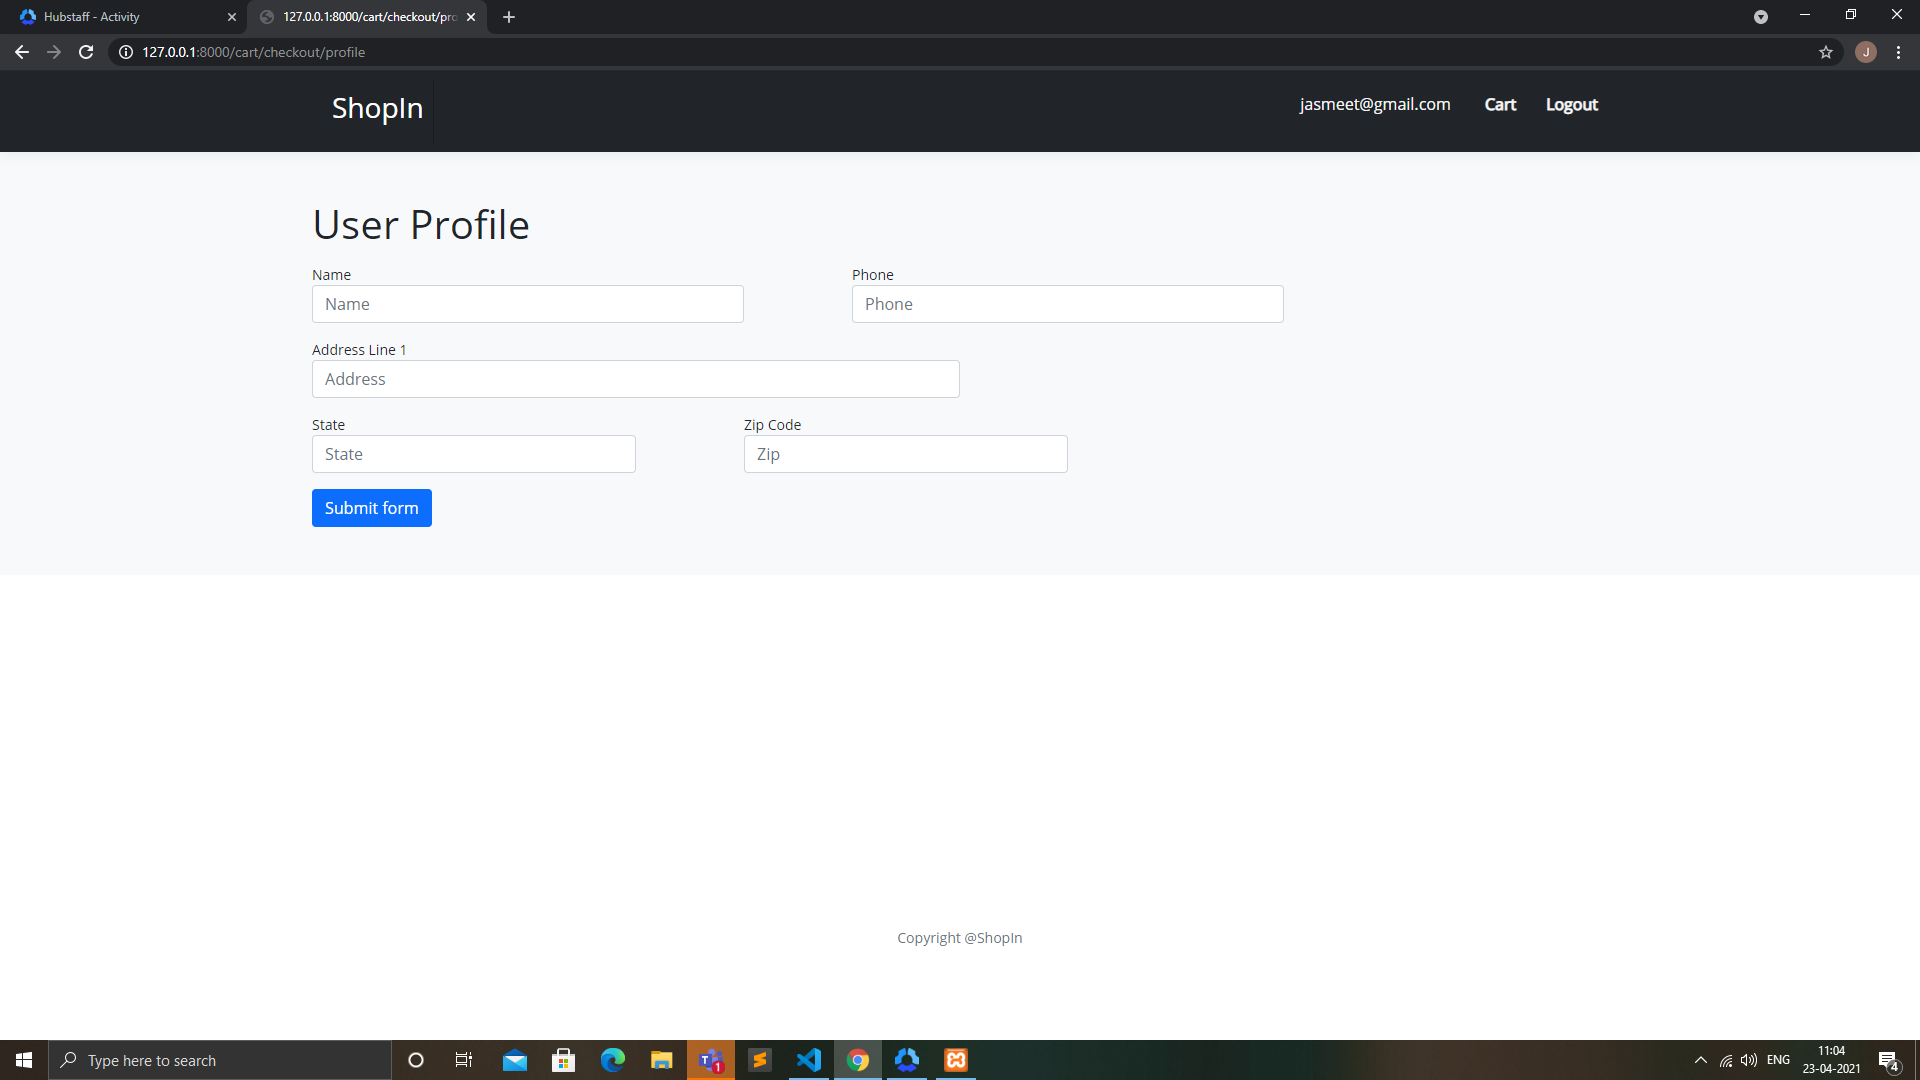 Hubstaff - Activity
127.0.0.1:8000/cart/checkout/pro
127.0.0.1:8000/cart/checkout/profile
J
ShopIn
jasmeet@gmail.com Cart Logout
User Profile
Name Phone
Name Phone
Address Line 1
Address
State Zip Code
State Zip
Submit form
Copyright @ShopIn
Type here to search
T 1
ENG
11:04
23-04-2021
4